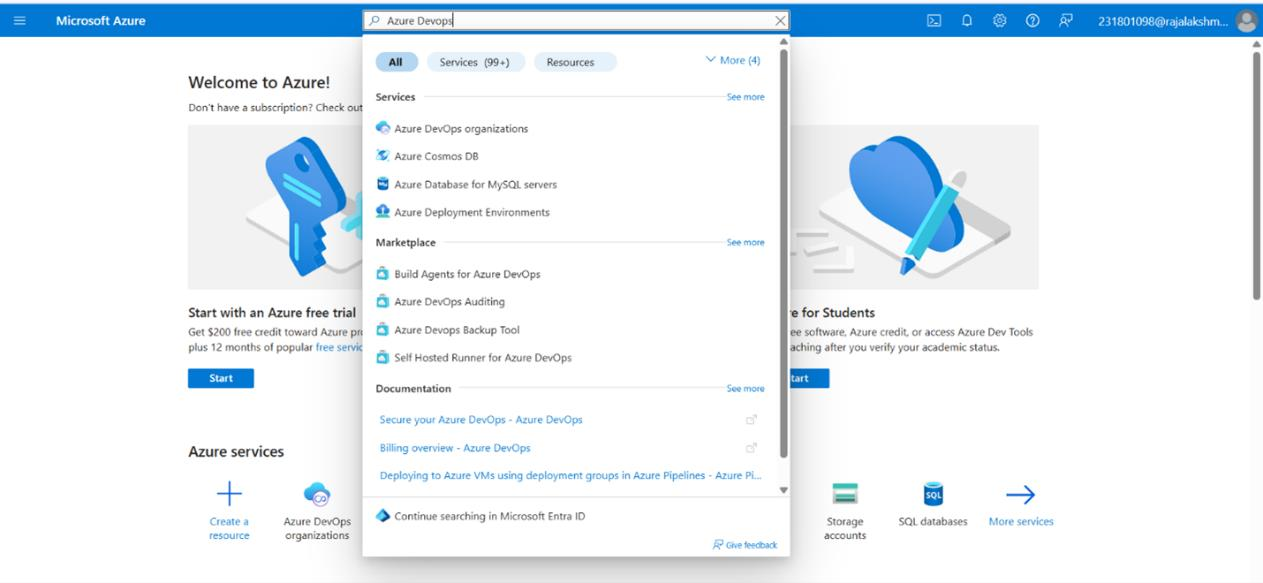 Microsoft Azure
Azure Devops
231801098@rajalakshm...
All
Services (99+)
Resources
More (4)
Services
See more
Azure DevOps organizations
Azure Cosmos DB
Azure Database for MySQL servers
Azure Deployment Environments
Marketplace
See more
Build Agents for Azure DevOps
Azure DevOps Auditing
Azure Devops Backup Tool
Self Hosted Runner for Azure DevOps
Documentation
See more
Secure your Azure DevOps - Azure DevOps
Billing overview - Azure DevOps
Deploying to Azure VMs using deployment groups in Azure Pipelines - Azure Pi...
Continue searching in Microsoft Entra ID
Give feedback
Welcome to Azure!
Don't have a subscription? Check out
Start with an Azure free trial
Get $200 free credit toward Azure pro
plus 12 months of popular free servic
Start
e for Students
ee software, Azure credit, or access Azure Dev Tools
aching after you verify your academic status.
tart
Azure services
Create a
resource
Azure DevOps
organizations
Storage
accounts
SQL
SQL databases
More services